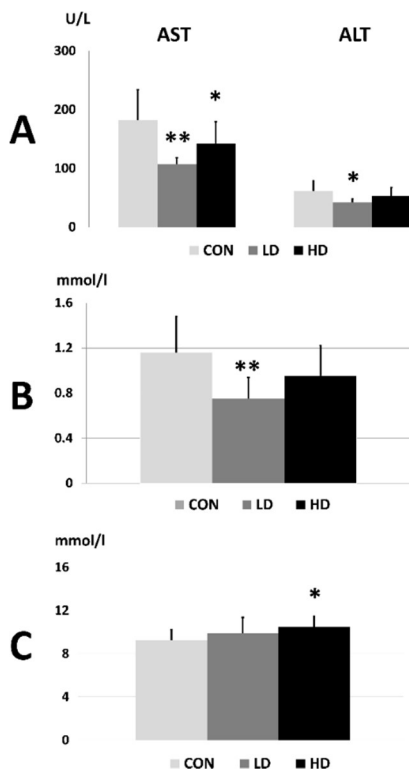 U/L
AST
ALT
300
200
100
0
A
**
*
*
CON LD HD
mmol/l
1.6
1.2
0.8
0.4
0
B
**
CON LD HD
mmol/l
16
12
8
4
0
C
*
CON LD HD